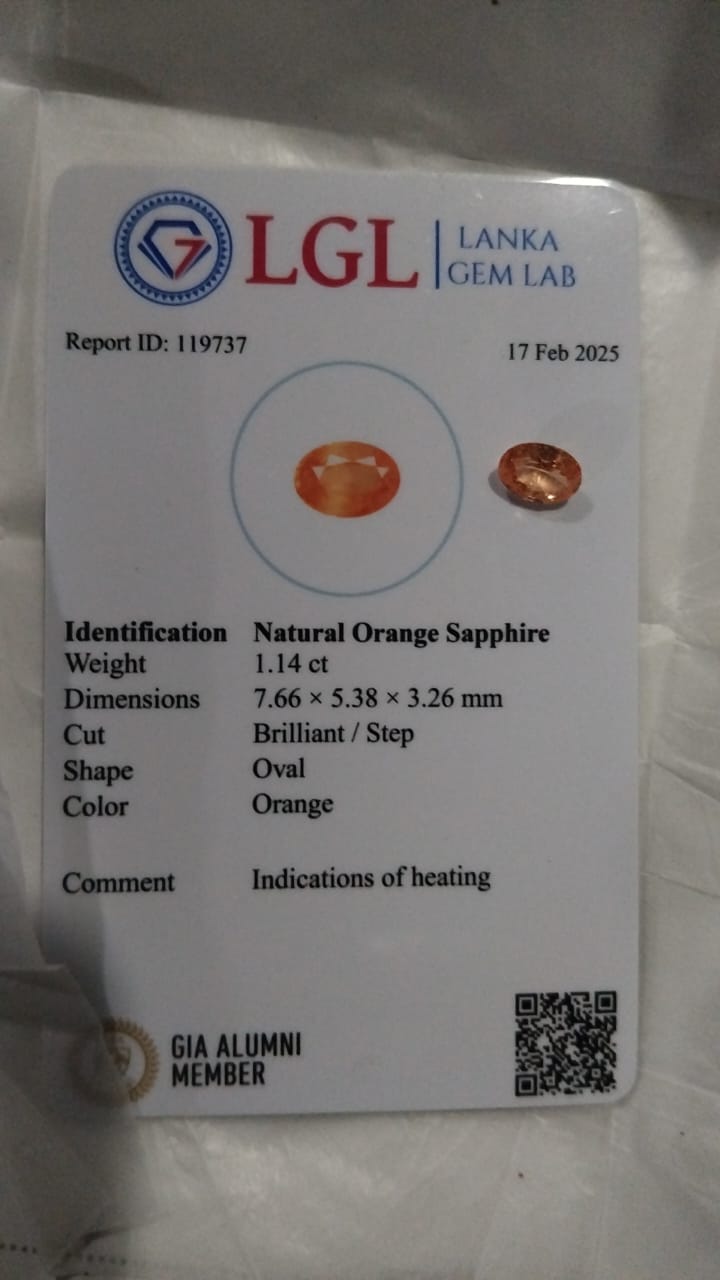 LGL
LANKA
GEM LAB
Report ID: 119737
17 Feb 2025
Identification Natural Orange Sapphire
Weight 1.14 ct
Dimensions 7.66 × 5.38 × 3.26 mm
Cut Brilliant / Step
Shape Oval
Color Orange
Comment Indications of heating
GIA ALUMNI
MEMBER